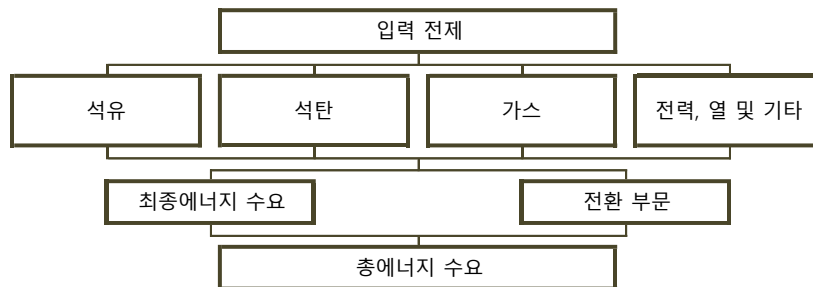 입력 전제
석유
석탄
가스
전력, 열 및 기타
최종에너지 수요
전환 부문
총에너지 수요